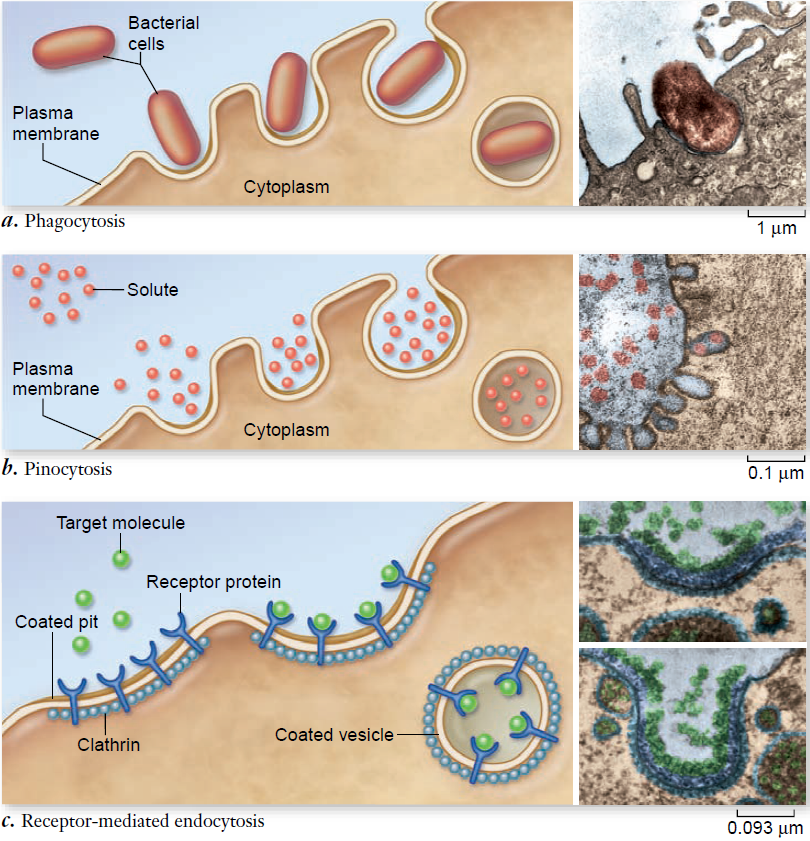 Bacterial
cells
Plasma
membrane
Cytoplasm
a. Phagocytosis
1 μm
Solute
Plasma
membrane
Cytoplasm
b. Pinocytosis
0.1 μm
Target molecule
Receptor protein
Coated pit
Coated vesicle
Clathrin
c. Receptor-mediated endocytosis
0.093 μm